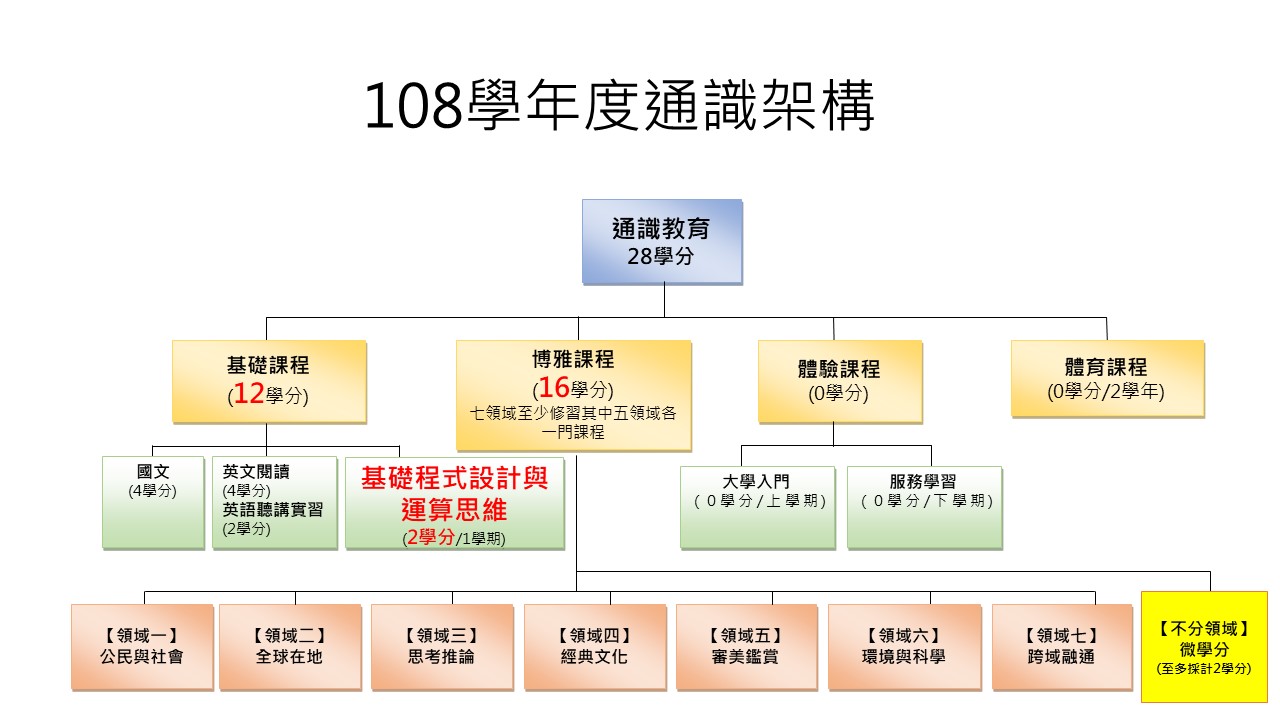 108學年度通識架構
通識教育
28學分
基礎課程
(12學分)
博雅課程
(16學分)
七領域至少修習其中五領域各
一門課程
體驗課程
(0學分)
體育課程
(0學分/2學年)
國文
(4學分)
英文閱讀
(4學分)
英語聽講實習
(2學分)
基礎程式設計與
運算思維
(2學分/1學期)
大學入門
(0學分/上學期)
服務學習
(0學分/下學期)
【領域一】
公民與社會
【領域二】
全球在地
【領域三】
思考推論
【領域四】
經典文化
【領域五】
審美鑑賞
【領域六】
環境與科學
【領域七】
跨域融通
【不分領域】
微學分
(至多採計2學分)